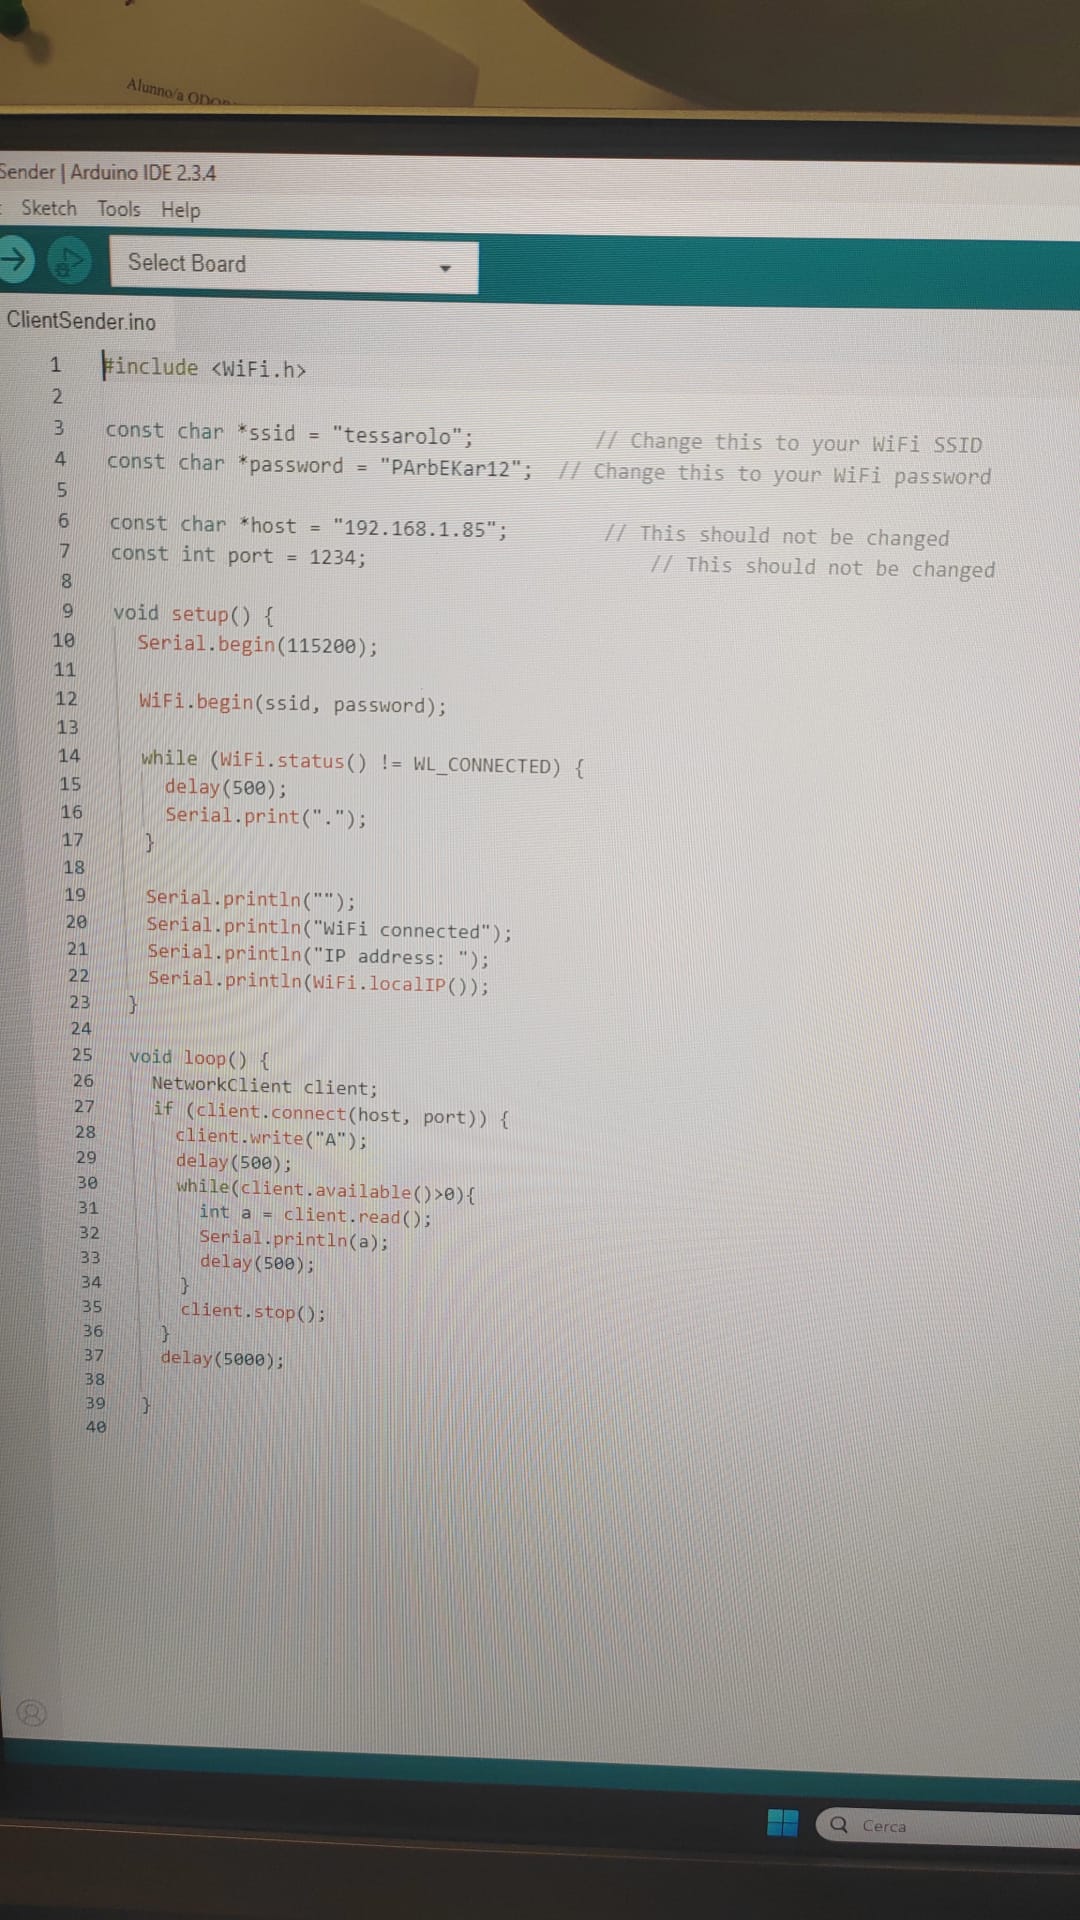 Alunno/a
Sender | Arduino IDE 2.3.4
Sketch Tools Help
Select Board
ClientSender.ino
1 #include <WiFi.h>
2
3 const char *ssid = "tessarolo"; // Change this to your WiFi SSID
4 const char *password = "PArbEKar12"; // Change this to your WiFi password
5
6 const char *host = "192.168.1.85"; // This should not be changed
7 const int port = 1234; // This should not be changed
8
9 void setup() {
10 Serial.begin(115200);
11
12 WiFi.begin(ssid, password);
13
14 while (WiFi.status() != WL_CONNECTED) {
15 delay(500);
16 Serial.print(".");
17 }
18
19 Serial.println("");
20 Serial.println("WiFi connected");
21 Serial.println("IP address: ");
22 Serial.println(WiFi.localIP());
23 }
24
25 void loop() {
26 NetworkClient client;
27 if (client.connect(host, port)) {
28 client.write("A");
29 delay(500);
30 while(client.available()>0){
31 int a = client.read();
32 Serial.println(a);
33 delay(500);
34 }
35 client.stop();
36 }
37 delay(5000);
38
39 }
40
Cerca